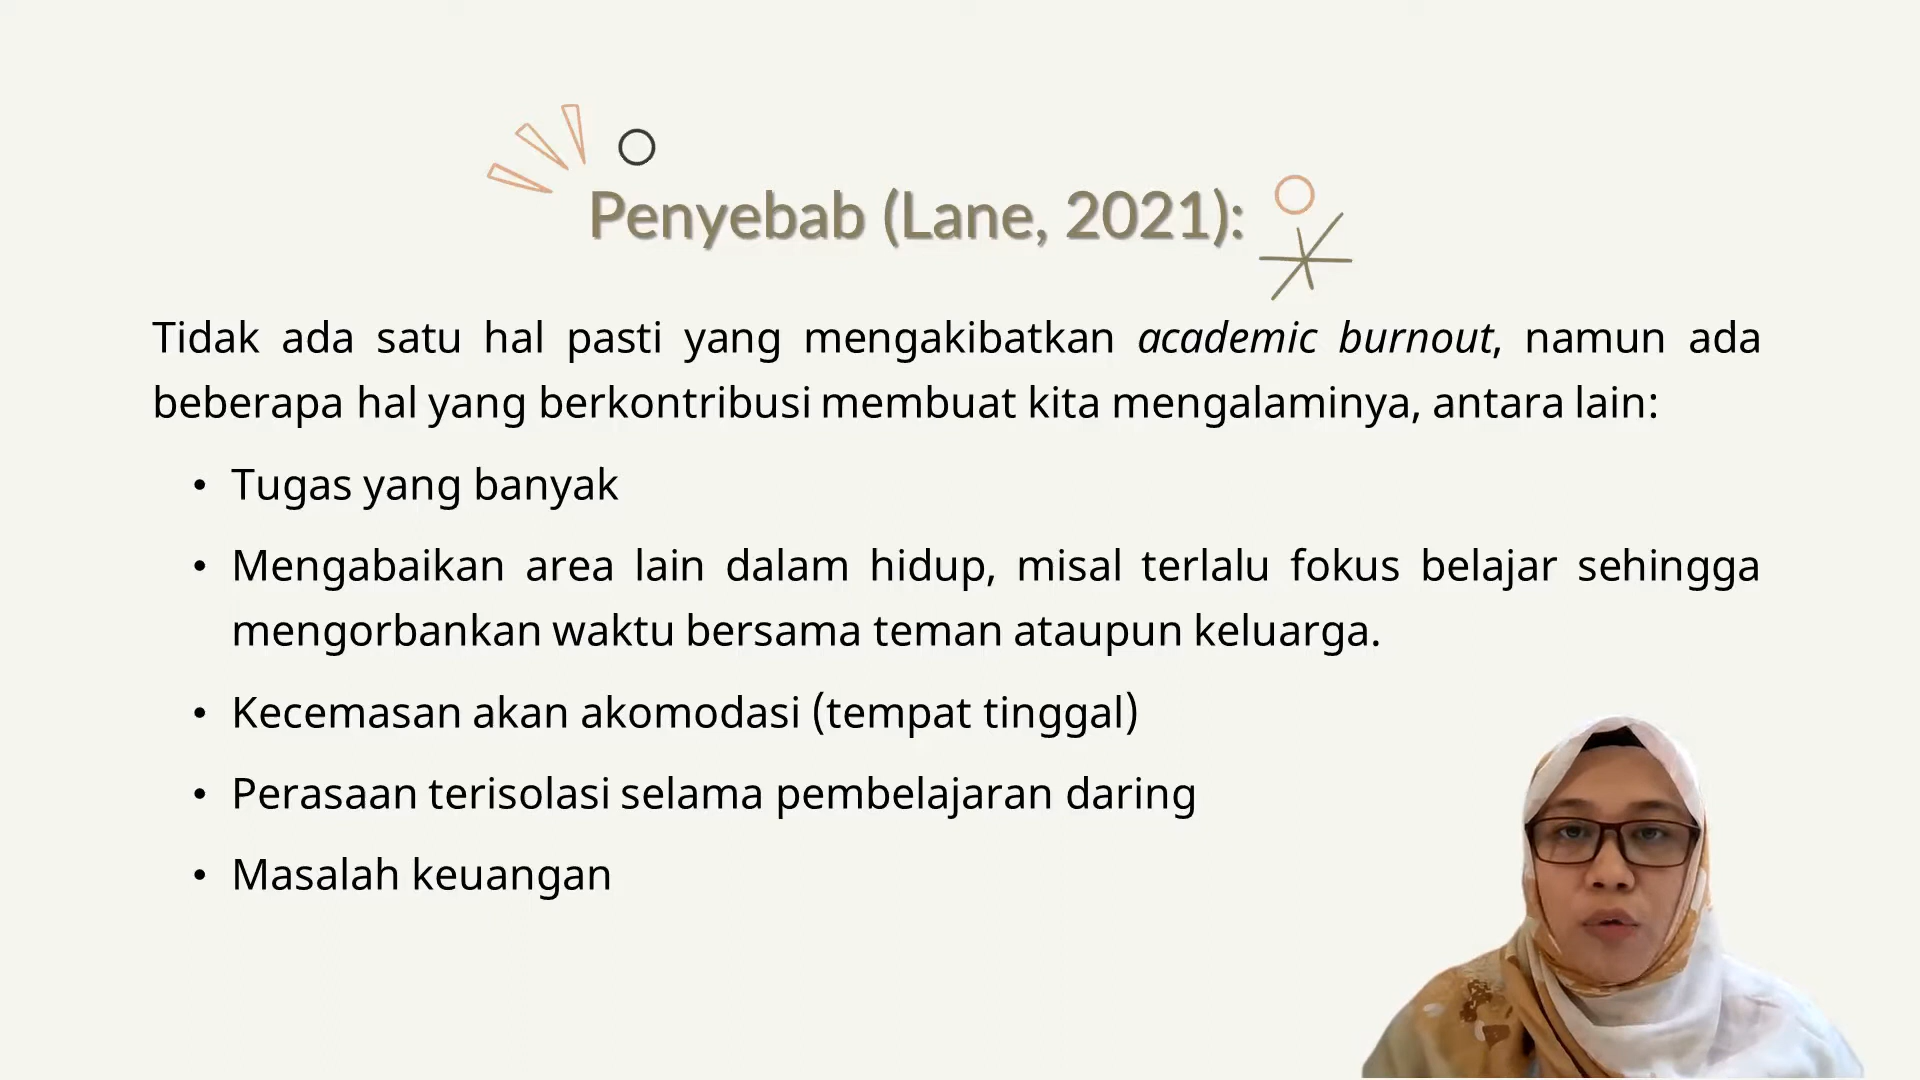 Penyebab (Lane, 2021):
Tidak ada satu hal pasti yang mengakibatkan academic burnout, namun ada
beberapa hal yang berkontribusi membuat kita mengalaminya, antara lain:
• Tugas yang banyak
• Mengabaikan area lain dalam hidup, misal terlalu fokus belajar sehingga
mengorbankan waktu bersama teman ataupun keluarga.
• Kecemasan akan akomodasi (tempat tinggal)
• Perasaan terisolasi selama pembelajaran daring
• Masalah keuangan